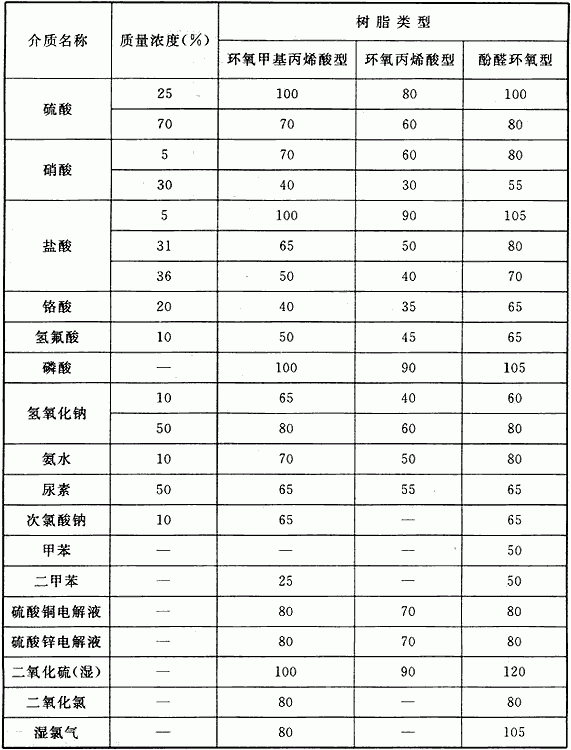 介质名称 质量浓度(%) 树脂类型
环氧甲基丙烯酸型 环氧丙烯酸型 酚醛环氧型
硫酸 25 100 80 100
70 70 60 80
硝酸 5 70 60 80
30 40 30 55
盐酸 5 100 90 105
31 65 50 80
36 50 40 70
铬酸 20 40 35 65
氢氟酸 10 50 45 65
磷酸 — 100 90 105
氢氧化钠 10 65 40 60
50 80 60 80
氨水 10 70 50 80
尿素 50 65 55 65
次氯酸钠 10 65 — 65
甲苯 — — — 50
二甲苯 — 25 — 50
硫酸铜电解液 — 80 70 80
硫酸锌电解液 — 80 70 80
二氧化硫(湿) — 100 90 120
二氧化氯 — 80 — 80
湿氯气 — 80 — 105